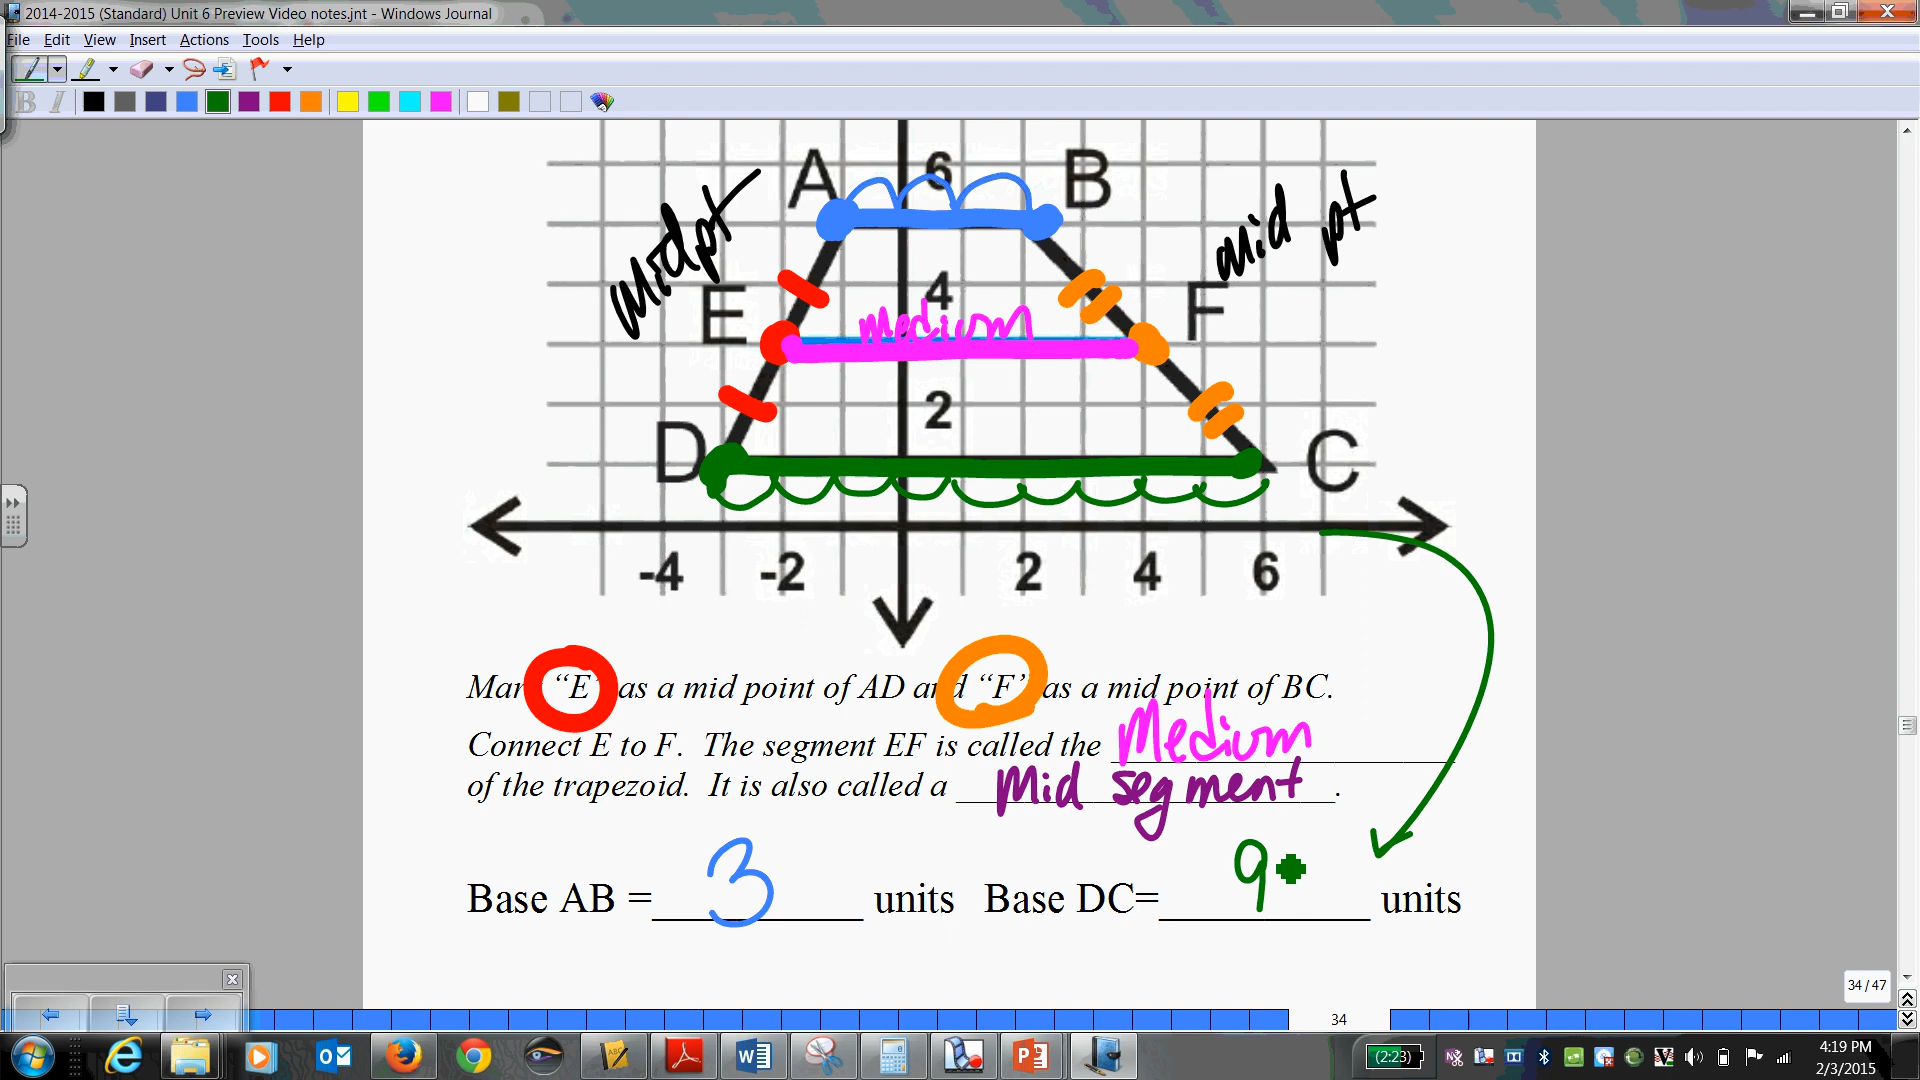 2014-2015 (Standard) Unit 6 Preview Video notes.jnt - Windows Journal
File Edit View Insert Actions Tools Help
B I
A 6 B
midpt mid pt
E 4 F
medium
2
D C
-4 -2 2 4 6
Mar "E" as a mid point of AD and "F" as a mid point of BC.
Connect E to F. The segment EF is called the Medium
of the trapezoid. It is also called a Mid segment.
Base AB = 3 units Base DC= 9 units
34 / 47
34
(2:23) 4:19 PM
2/3/2015